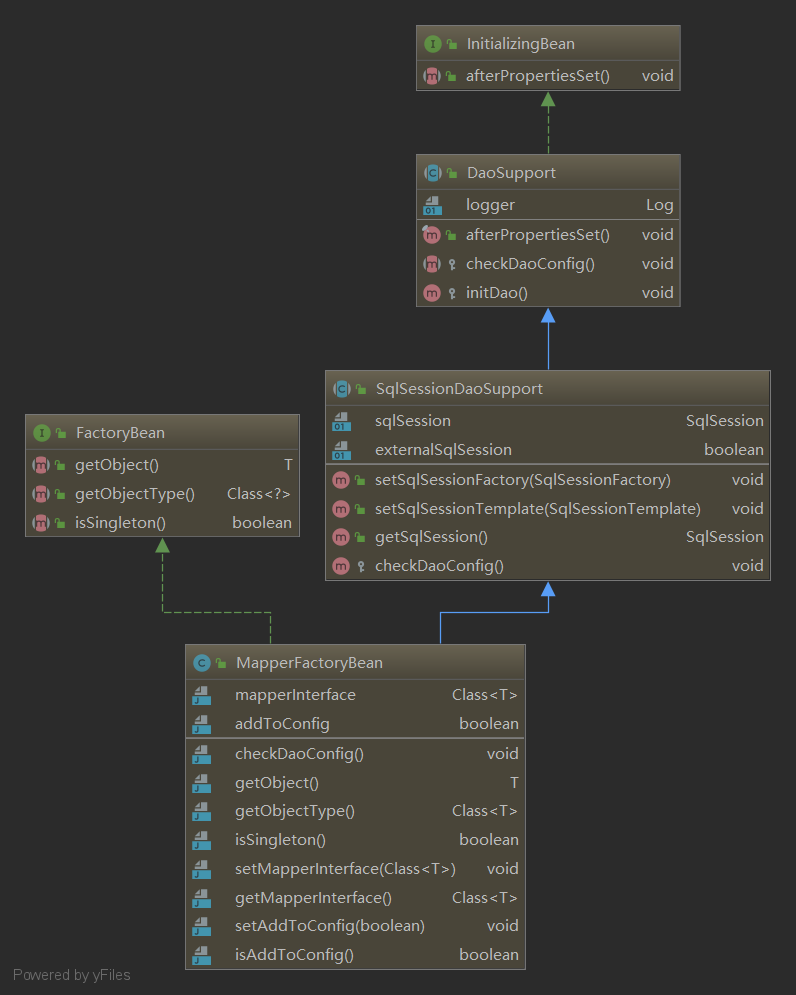 InitializingBean
afterPropertiesSet() void
DaoSupport
logger Log
afterPropertiesSet() void
checkDaoConfig() void
initDao() void
SqlSessionDaoSupport
sqlSession SqlSession
externalSqlSession boolean
setSqlSessionFactory(SqlSessionFactory) void
setSqlSessionTemplate(SqlSessionTemplate) void
getSqlSession() SqlSession
checkDaoConfig() void
FactoryBean
getObject() T
getObjectType() Class<?>
isSingleton() boolean
MapperFactoryBean
mapperInterface Class<T>
addToConfig boolean
checkDaoConfig() void
getObject() T
getObjectType() Class<T>
isSingleton() boolean
setMapperInterface(Class<T>) void
getMapperInterface() Class<T>
setAddToConfig(boolean) void
isAddToConfig() boolean
Powered by yFiles